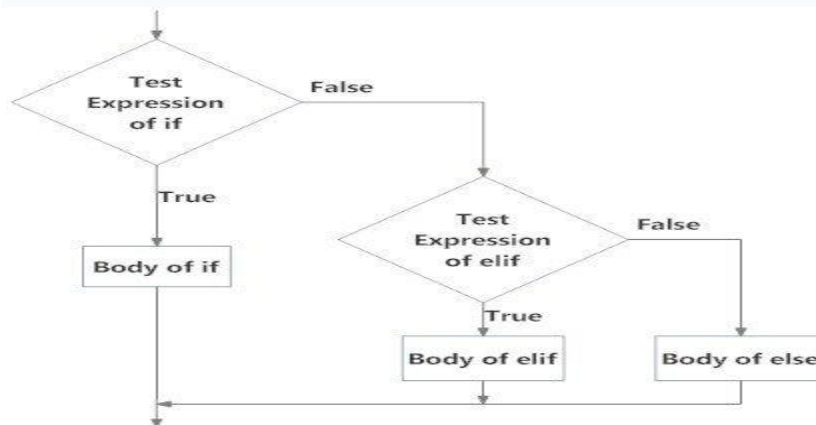 Test
Expression
of if
False
True
Body of if
Test
Expression
of elif
False
True
Body of elif
Body of else